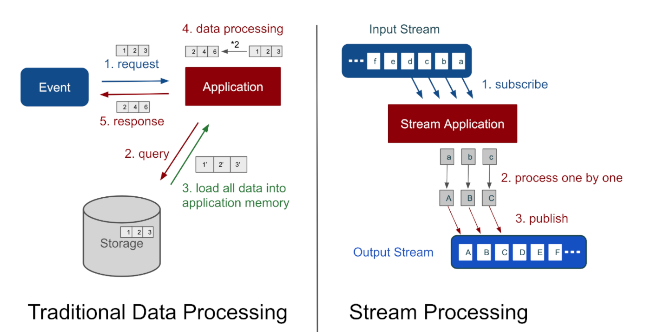 4. data processing
1 2 3
2 4 6
*2
1 2 3
1. request
Event
Application
1 2 3
2 4 6
5. response
2. query
1' 2' 3'
3. load all data into
application memory
1 2 3
Storage
Traditional Data Processing
Input Stream
f e d c b a
1. subscribe
Stream Application
a b c
2. process one by one
A B C
3. publish
Output Stream
A B C D E F
Stream Processing